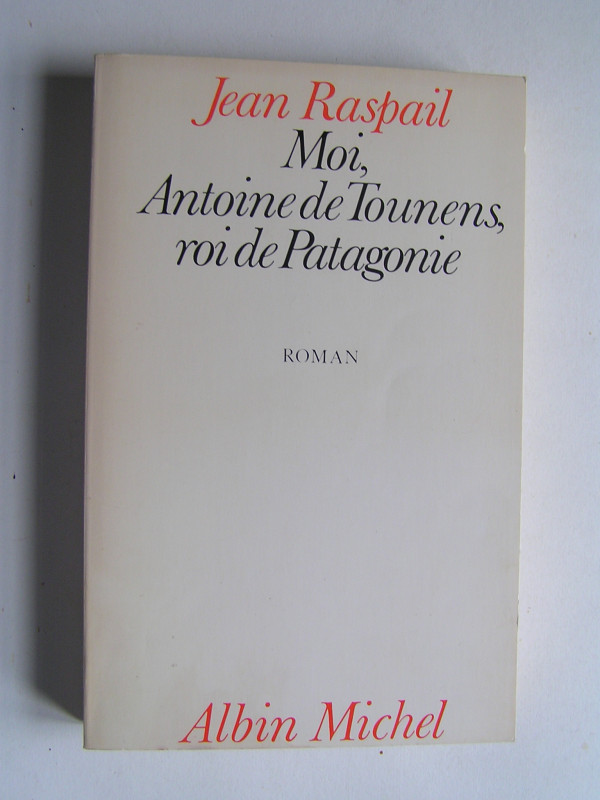 Jean Raspail
Moi,
Antoine de Tounens,
roi de Patagonie
ROMAN
Albin Michel